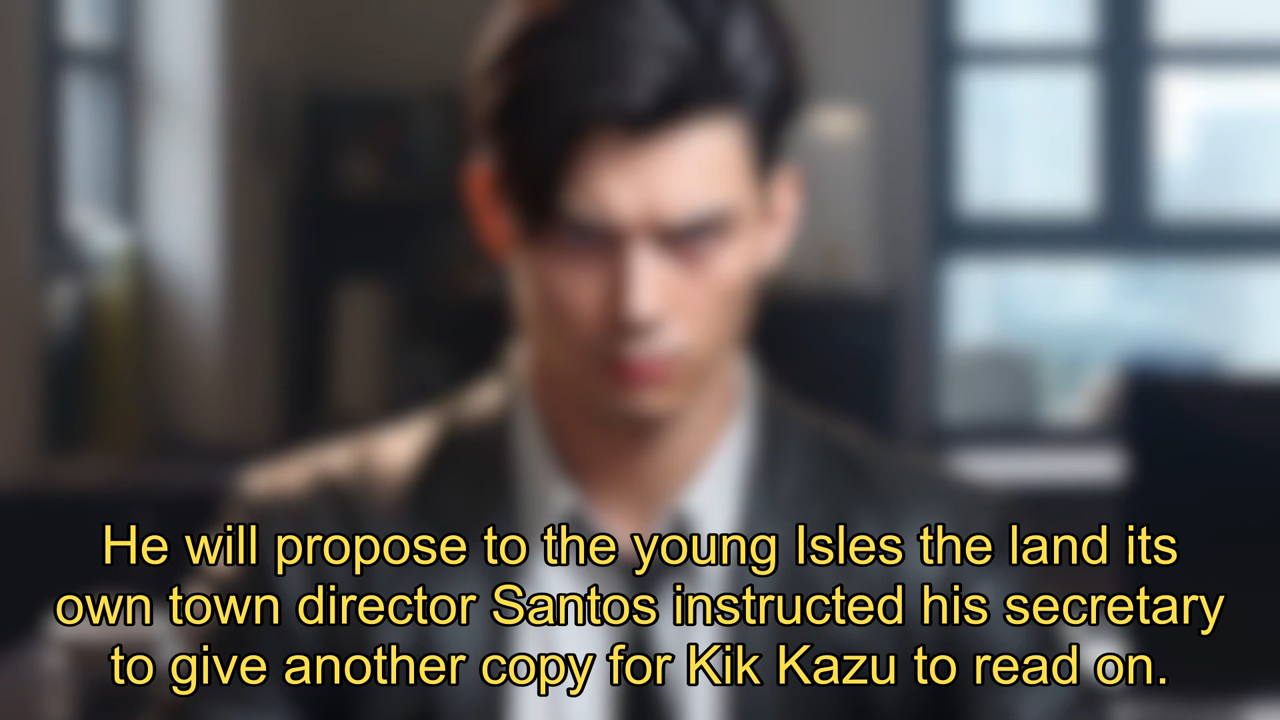 He will propose to the young Isles the land its
own town director Santos instructed his secretary
to give another copy for Kik Kazu to read on.